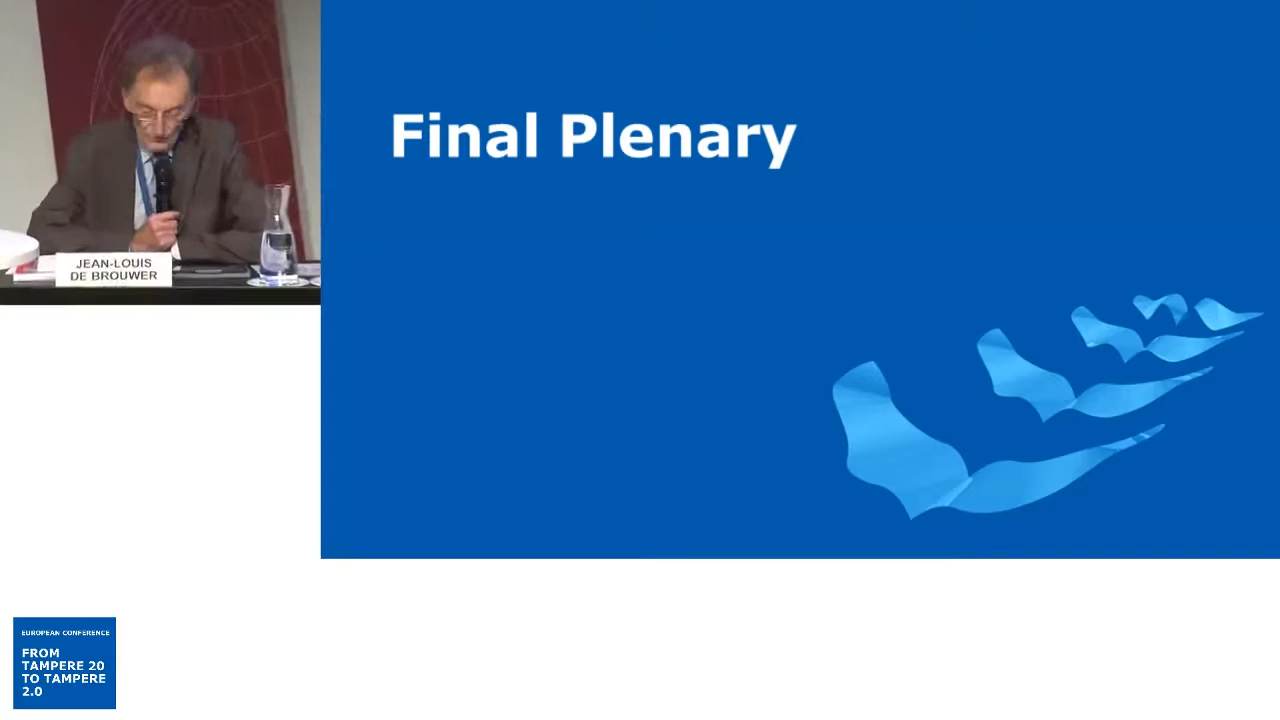 Final Plenary
JEAN-LOUIS
DE BROUWER
EUROPEAN CONFERENCE
FROM
TAMPERE 20
TO TAMPERE
2.0